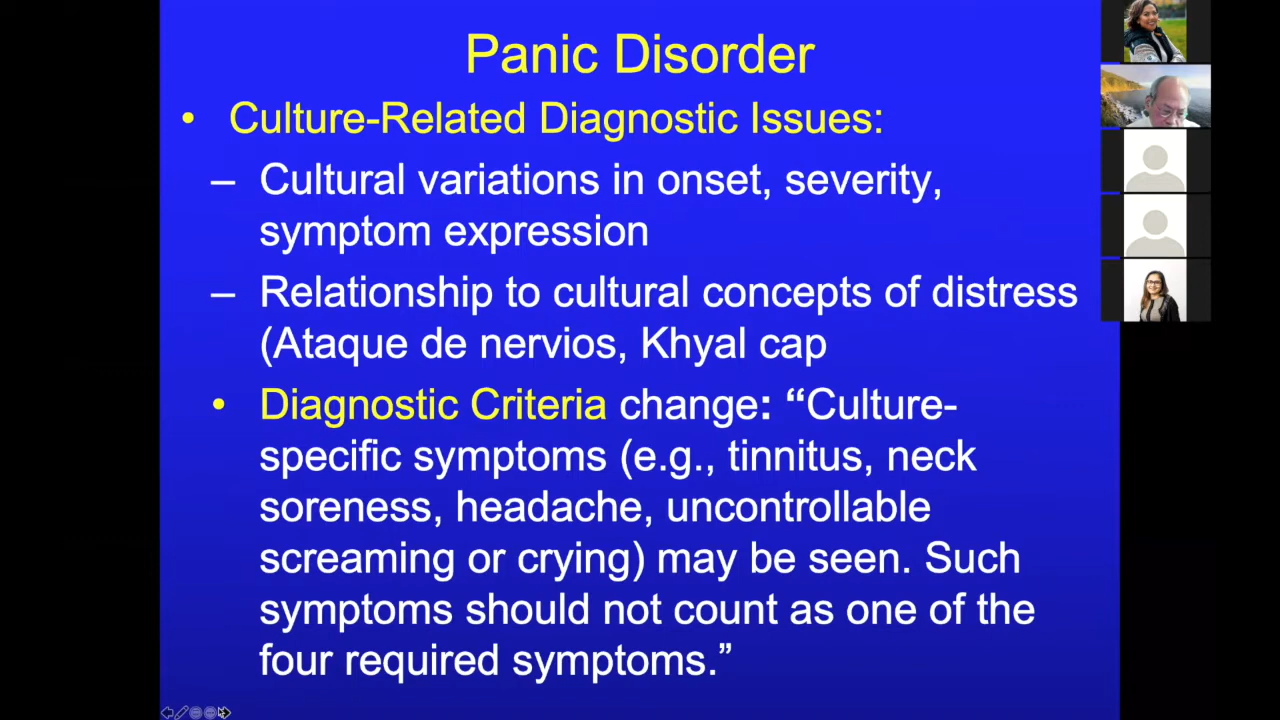 Panic Disorder
• Culture-Related Diagnostic Issues:
– Cultural variations in onset, severity,
symptom expression
– Relationship to cultural concepts of distress
(Ataque de nervios, Khyal cap
• Diagnostic Criteria change: “Culture-
specific symptoms (e.g., tinnitus, neck
soreness, headache, uncontrollable
screaming or crying) may be seen. Such
symptoms should not count as one of the
four required symptoms.”